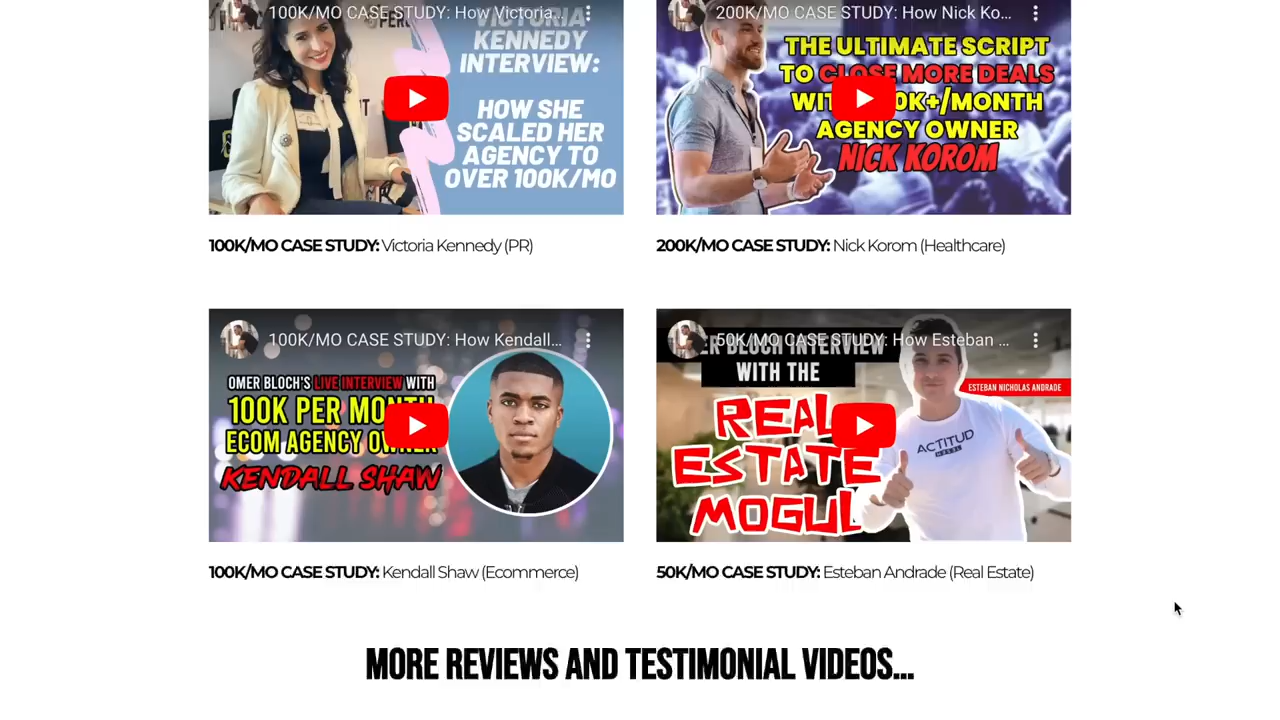 100K/MO CASE STUDY: How Victoria...
VICTORIA
KENNEDY
INTERVIEW:
HOW SHE
SCALED HER
AGENCY TO
OVER 100K/MO
200K/MO CASE STUDY: How Nick Ko...
THE ULTIMATE SCRIPT
TO CLOSE MORE DEALS
0K+/MONTH
AGENCY OWNER
NICK KOROM
100K/MO CASE STUDY: Victoria Kennedy (PR)
200K/MO CASE STUDY: Nick Korom (Healthcare)
100K/MO CASE STUDY: How Kendall...
OMER BLOCH'S LIVE INTERVIEW WITH
100K PER MONTH
ECOM AGENCY OWNER
KENDALL SHAW
50K/MO CASE STUDY: How Esteban ...
BLOCH INTERVIEW
WITH THE
REAL
ESTATE
MOGUL
ESTEBAN NICHOLAS ANDRADE
ACTITUD
100K/MO CASE STUDY: Kendall Shaw (Ecommerce)
50K/MO CASE STUDY: Esteban Andrade (Real Estate)
MORE REVIEWS AND TESTIMONIAL VIDEOS...